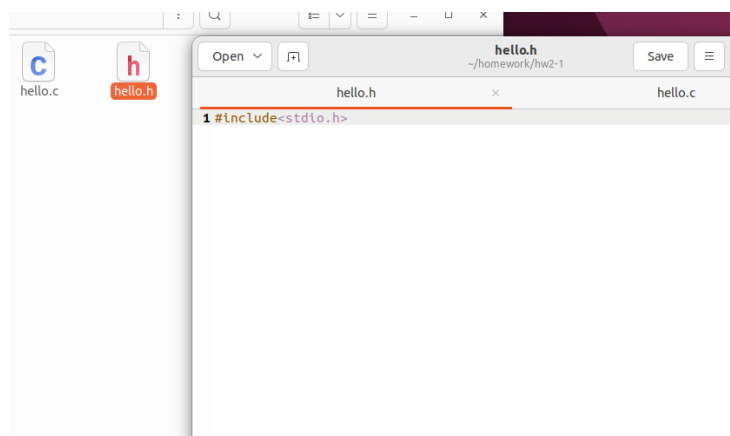 C
hello.c
h
hello.h
Open
hello.h
~/homework/hw2-1
Save
hello.h
hello.c
1 #include<stdio.h>